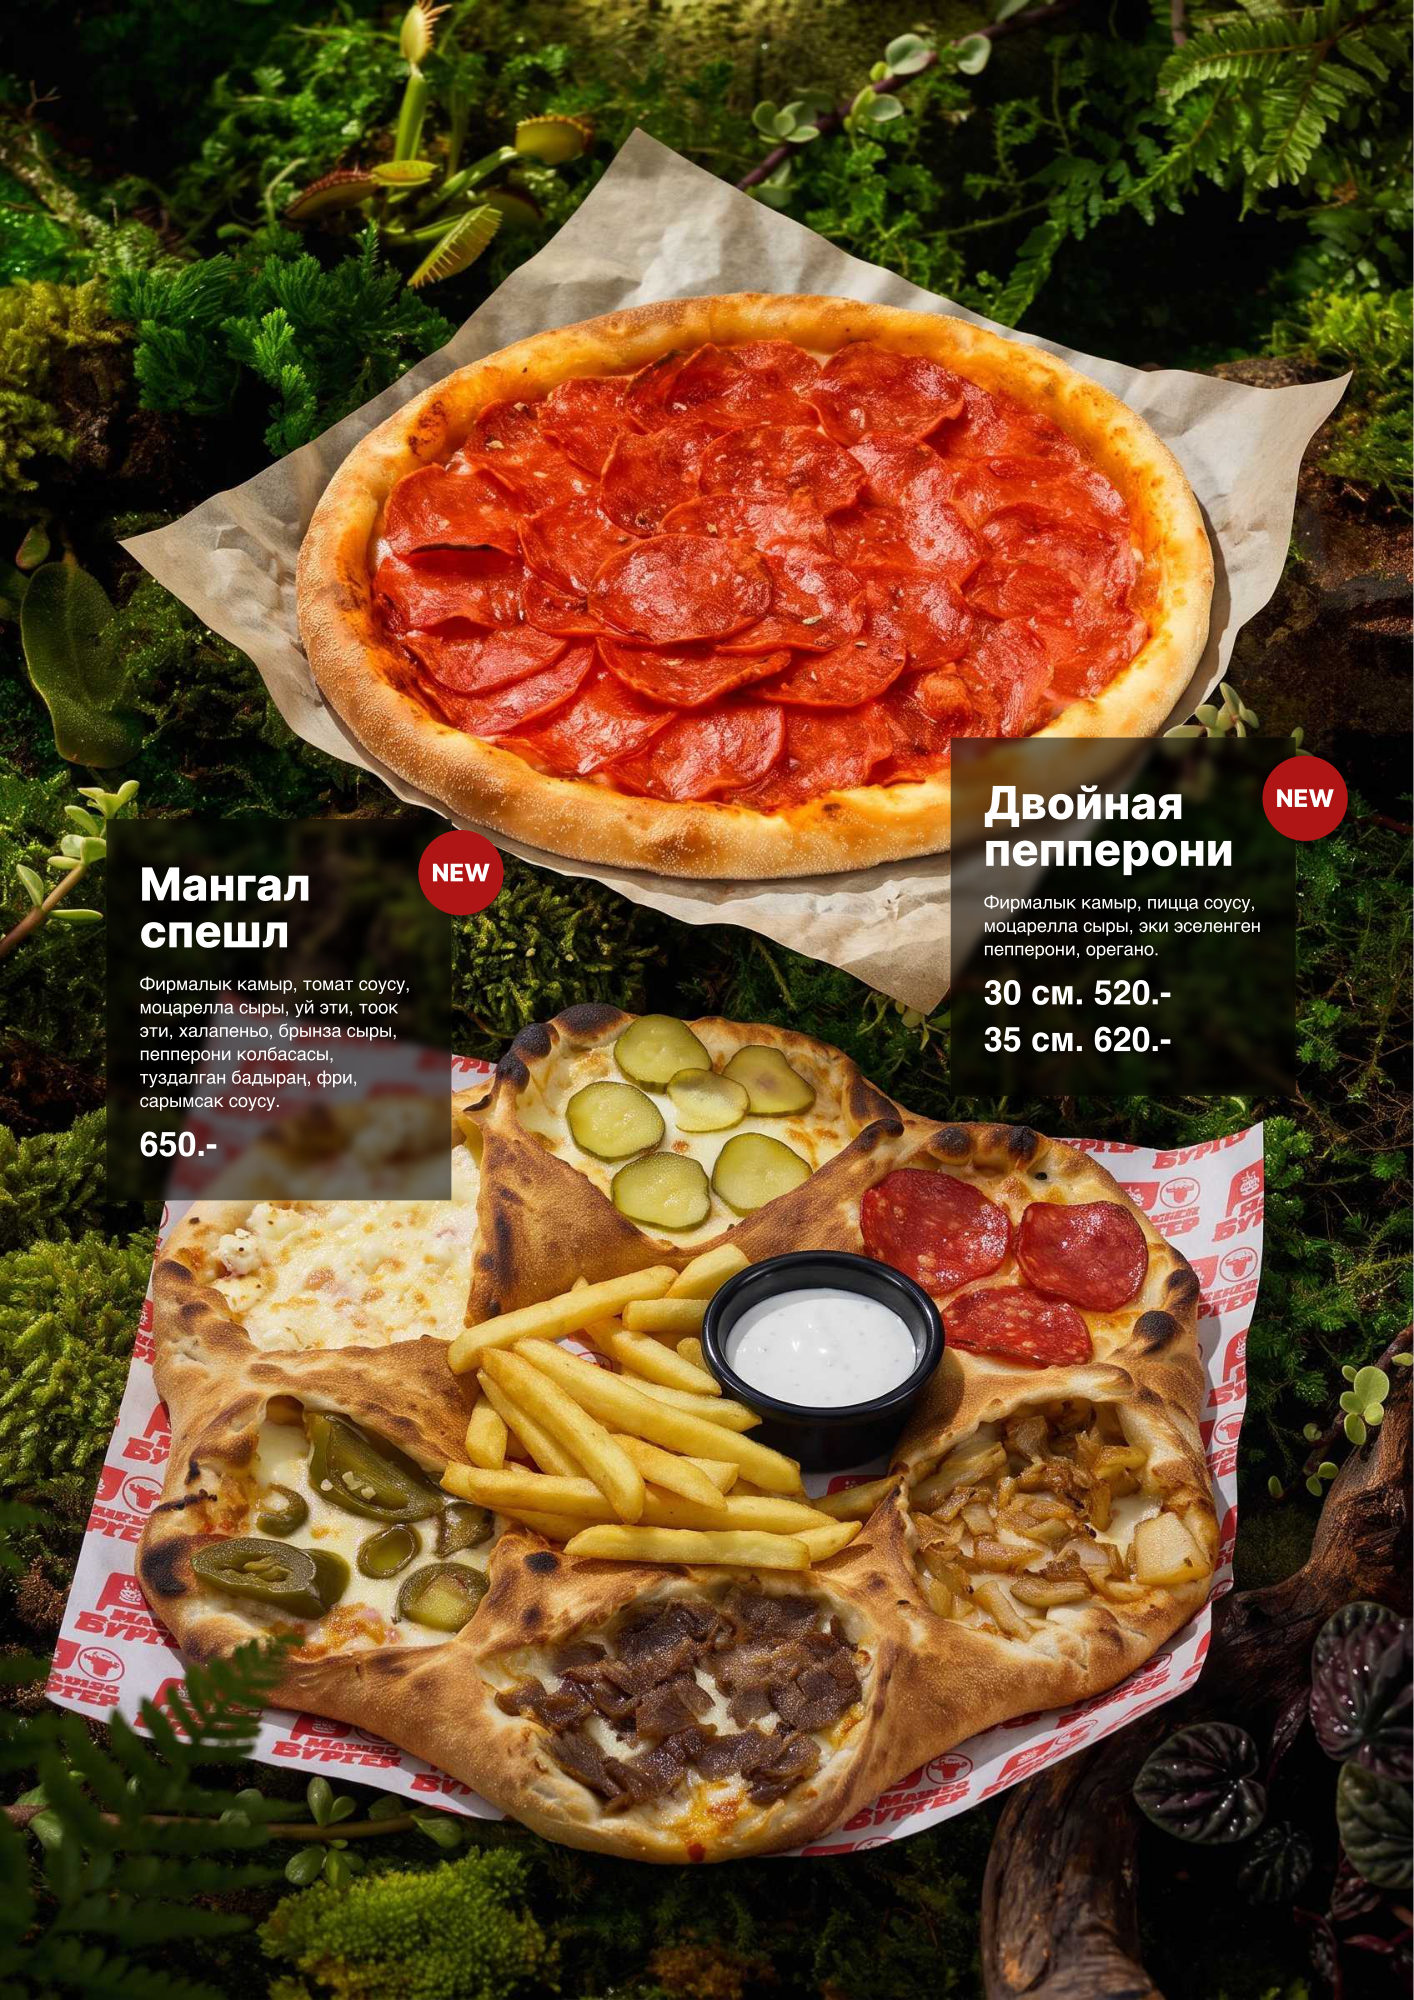 Двойная
пепперони
NEW
Фирмалык камыр, пицца соусу,
моцарелла сыры, эки эселенген
пепперони, орегано.
30 см. 520.-
35 см. 620.-
Мангал
спешл
NEW
Фирмалык камыр, томат соусу,
моцарелла сыры, уй эти, тоок
эти, халапеньо, брынза сыры,
пепперони колбасасы,
туздалган бадыраң, фри,
сарымсак соусу.
650.-
БУРГЕР